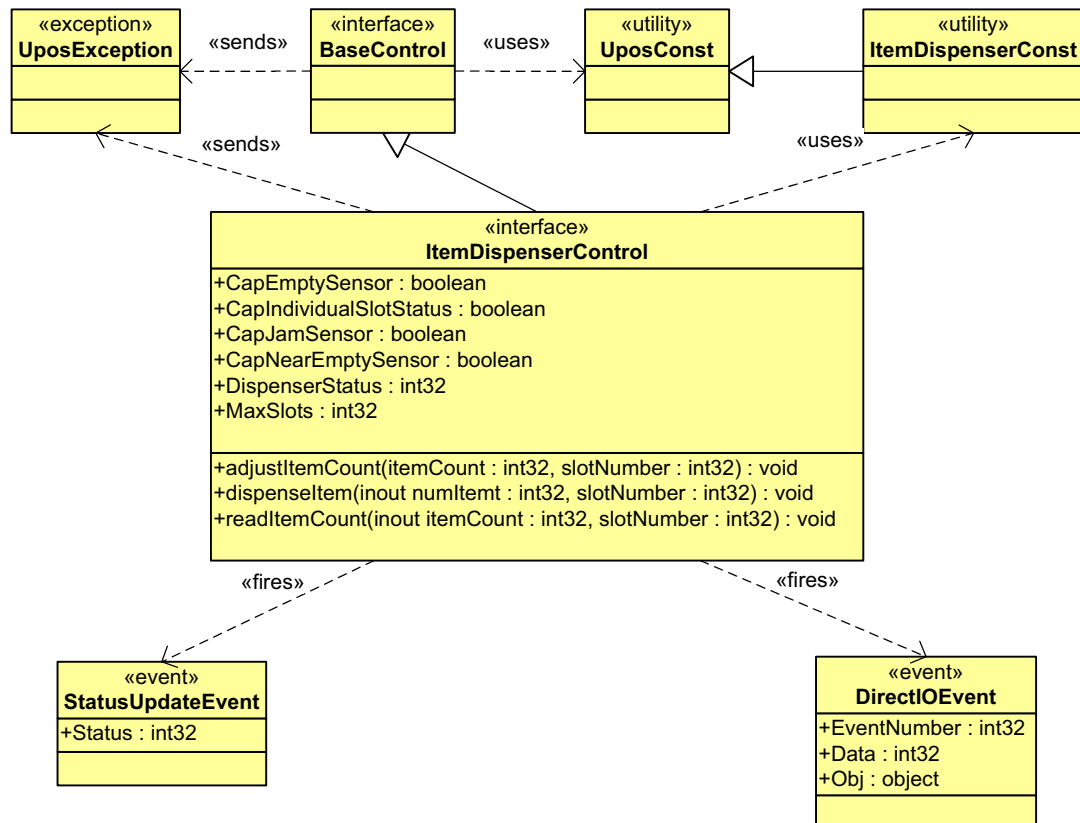 «exception»
UposException
«sends»
«interface»
BaseControl
«uses»
«utility»
UposConst
«utility»
ItemDispenserConst
«sends»
«uses»
«interface»
ItemDispenserControl
+CapEmptySensor : boolean
+CapIndividualSlotStatus : boolean
+CapJamSensor : boolean
+CapNearEmptySensor : boolean
+DispenserStatus : int32
+MaxSlots : int32
+adjustItemCount(itemCount : int32, slotNumber : int32) : void
+dispenseItem(inout numItemt : int32, slotNumber : int32) : void
+readItemCount(inout itemCount : int32, slotNumber : int32) : void
«fires»
«fires»
«event»
StatusUpdateEvent
+Status : int32
«event»
DirectIOEvent
+EventNumber : int32
+Data : int32
+Obj : object